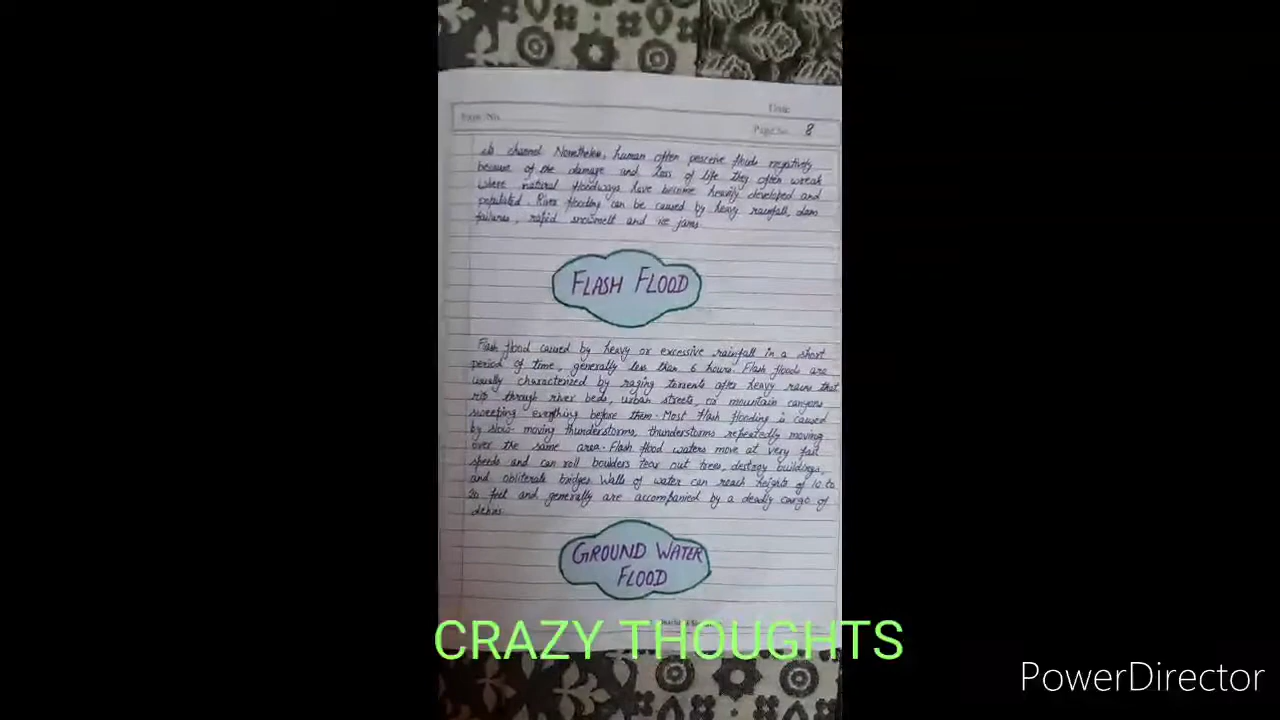 Date
Page No. 8
its channel. Nonetheless, human often perceive floods negatively
because of the damage and loss of life they often wreak
where natural floodways have become heavily developed and
populated. River flooding can be caused by heavy rainfall, dam
failures, rapid snowmelt and ice jams.
FLASH FLOOD
Flash flood caused by heavy or excessive rainfall in a short
period of time, generally less than 6 hours. Flash floods are
usually characterized by raging torrents after heavy rains that
rip through river beds, urban streets, or mountain canyons
sweeping everything before them. Most flash flooding is caused
by slow-moving thunderstorms, thunderstorms repeatedly moving
over the same area. Flash flood waters move at very fast
speeds and can roll boulders tear out trees, destroy buildings,
and obliterate bridges. Walls of water can reach heights of 10 to
20 feet and generally are accompanied by a deadly cargo of
debris.
GROUND WATER
FLOOD
CRAZY THOUGHTS
PowerDirector